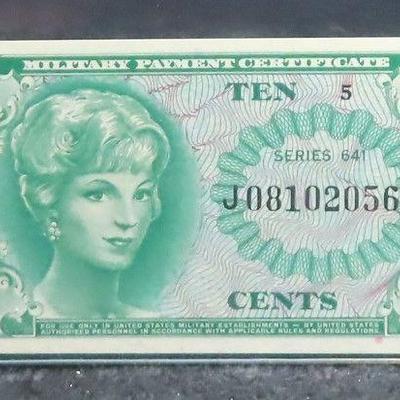 MILITARY PAYMENT CERTIFICATE
TEN 5
SERIES 641
J08102056
CENTS
FOR USE ONLY IN UNITED STATES MILITARY ESTABLISHMENTS - BY UNITED STATES
AUTHORIZED PERSONNEL IN ACCORDANCE WITH APPLICABLE RULES AND REGULATIONS